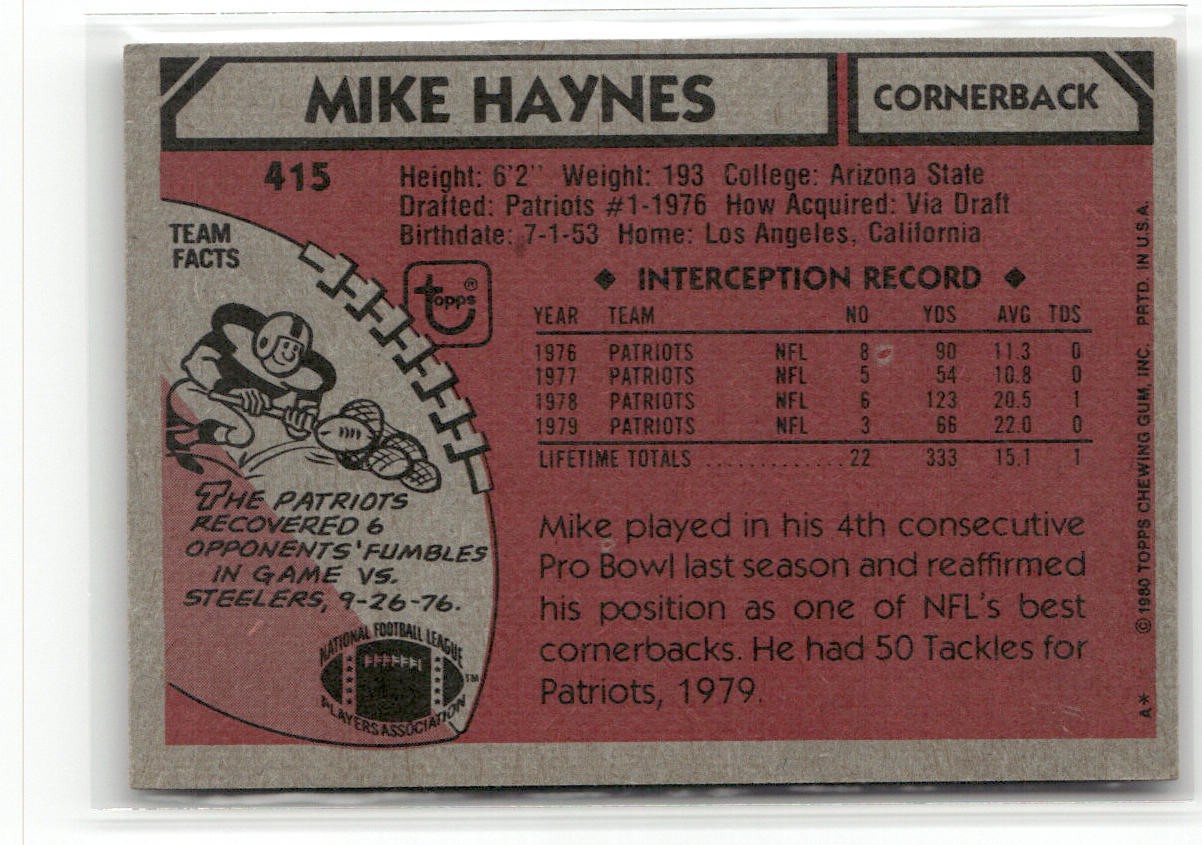 MIKE HAYNES
CORNERBACK
415
Height: 6'2" Weight: 193 College: Arizona State
Drafted: Patriots #1-1976 How Acquired: Via Draft
Birthdate: 7-1-53 Home: Los Angeles, California
TEAM
FACTS
topps®
◆ INTERCEPTION RECORD ◆
YEAR TEAM NO YDS AVG TDS
1976 PATRIOTS NFL 8 90 11.3 0
1977 PATRIOTS NFL 5 54 10.8 0
1978 PATRIOTS NFL 6 123 20.5 1
1979 PATRIOTS NFL 3 66 22.0 0
LIFETIME TOTALS ............. 22 333 15.1 1
THE PATRIOTS
RECOVERED 6
OPPONENTS' FUMBLES
IN GAME VS.
STEELERS, 9-26-76.
NATIONAL FOOTBALL LEAGUE
PLAYERS ASSOCIATION
TM
Mike played in his 4th consecutive
Pro Bowl last season and reaffirmed
his position as one of NFL's best
cornerbacks. He had 50 Tackles for
Patriots, 1979.
A* © 1980 TOPPS CHEWING GUM, INC. PRTD. IN U.S.A.